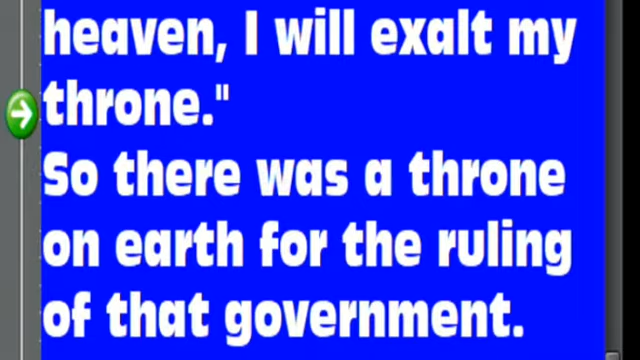 heaven, I will exalt my
throne."
So there was a throne
on earth for the ruling
of that government.